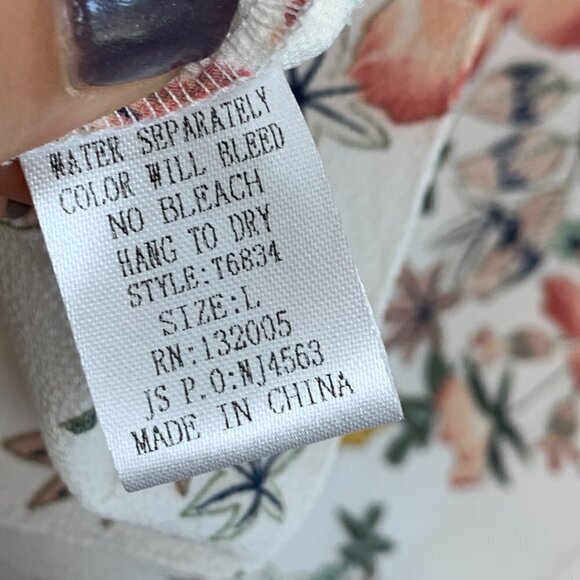 WATER SEPARATELY
COLOR WILL BLEED
NO BLEACH
HANG TO DRY
STYLE:T6834
SIZE:L
RN:132005
JS P.O:NJ4563
MADE IN CHINA